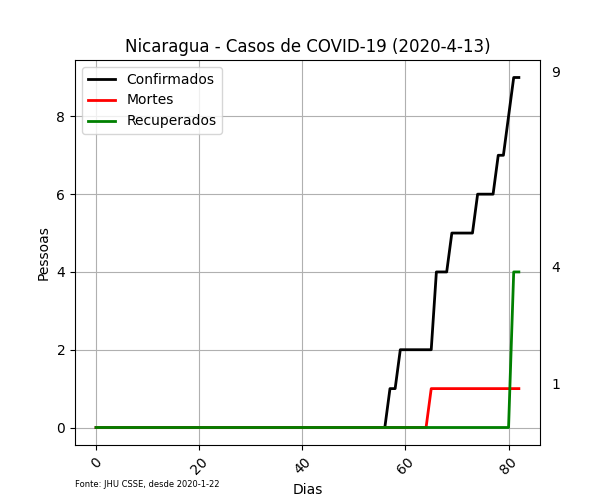 Nicaragua - Casos de COVID-19 (2020-4-13)
Confirmados
Mortes
Recuperados
9
4
1
8
6
4
2
0
Pessoas
0
20
40
60
80
Dias
Fonte: JHU CSSE, desde 2020-1-22